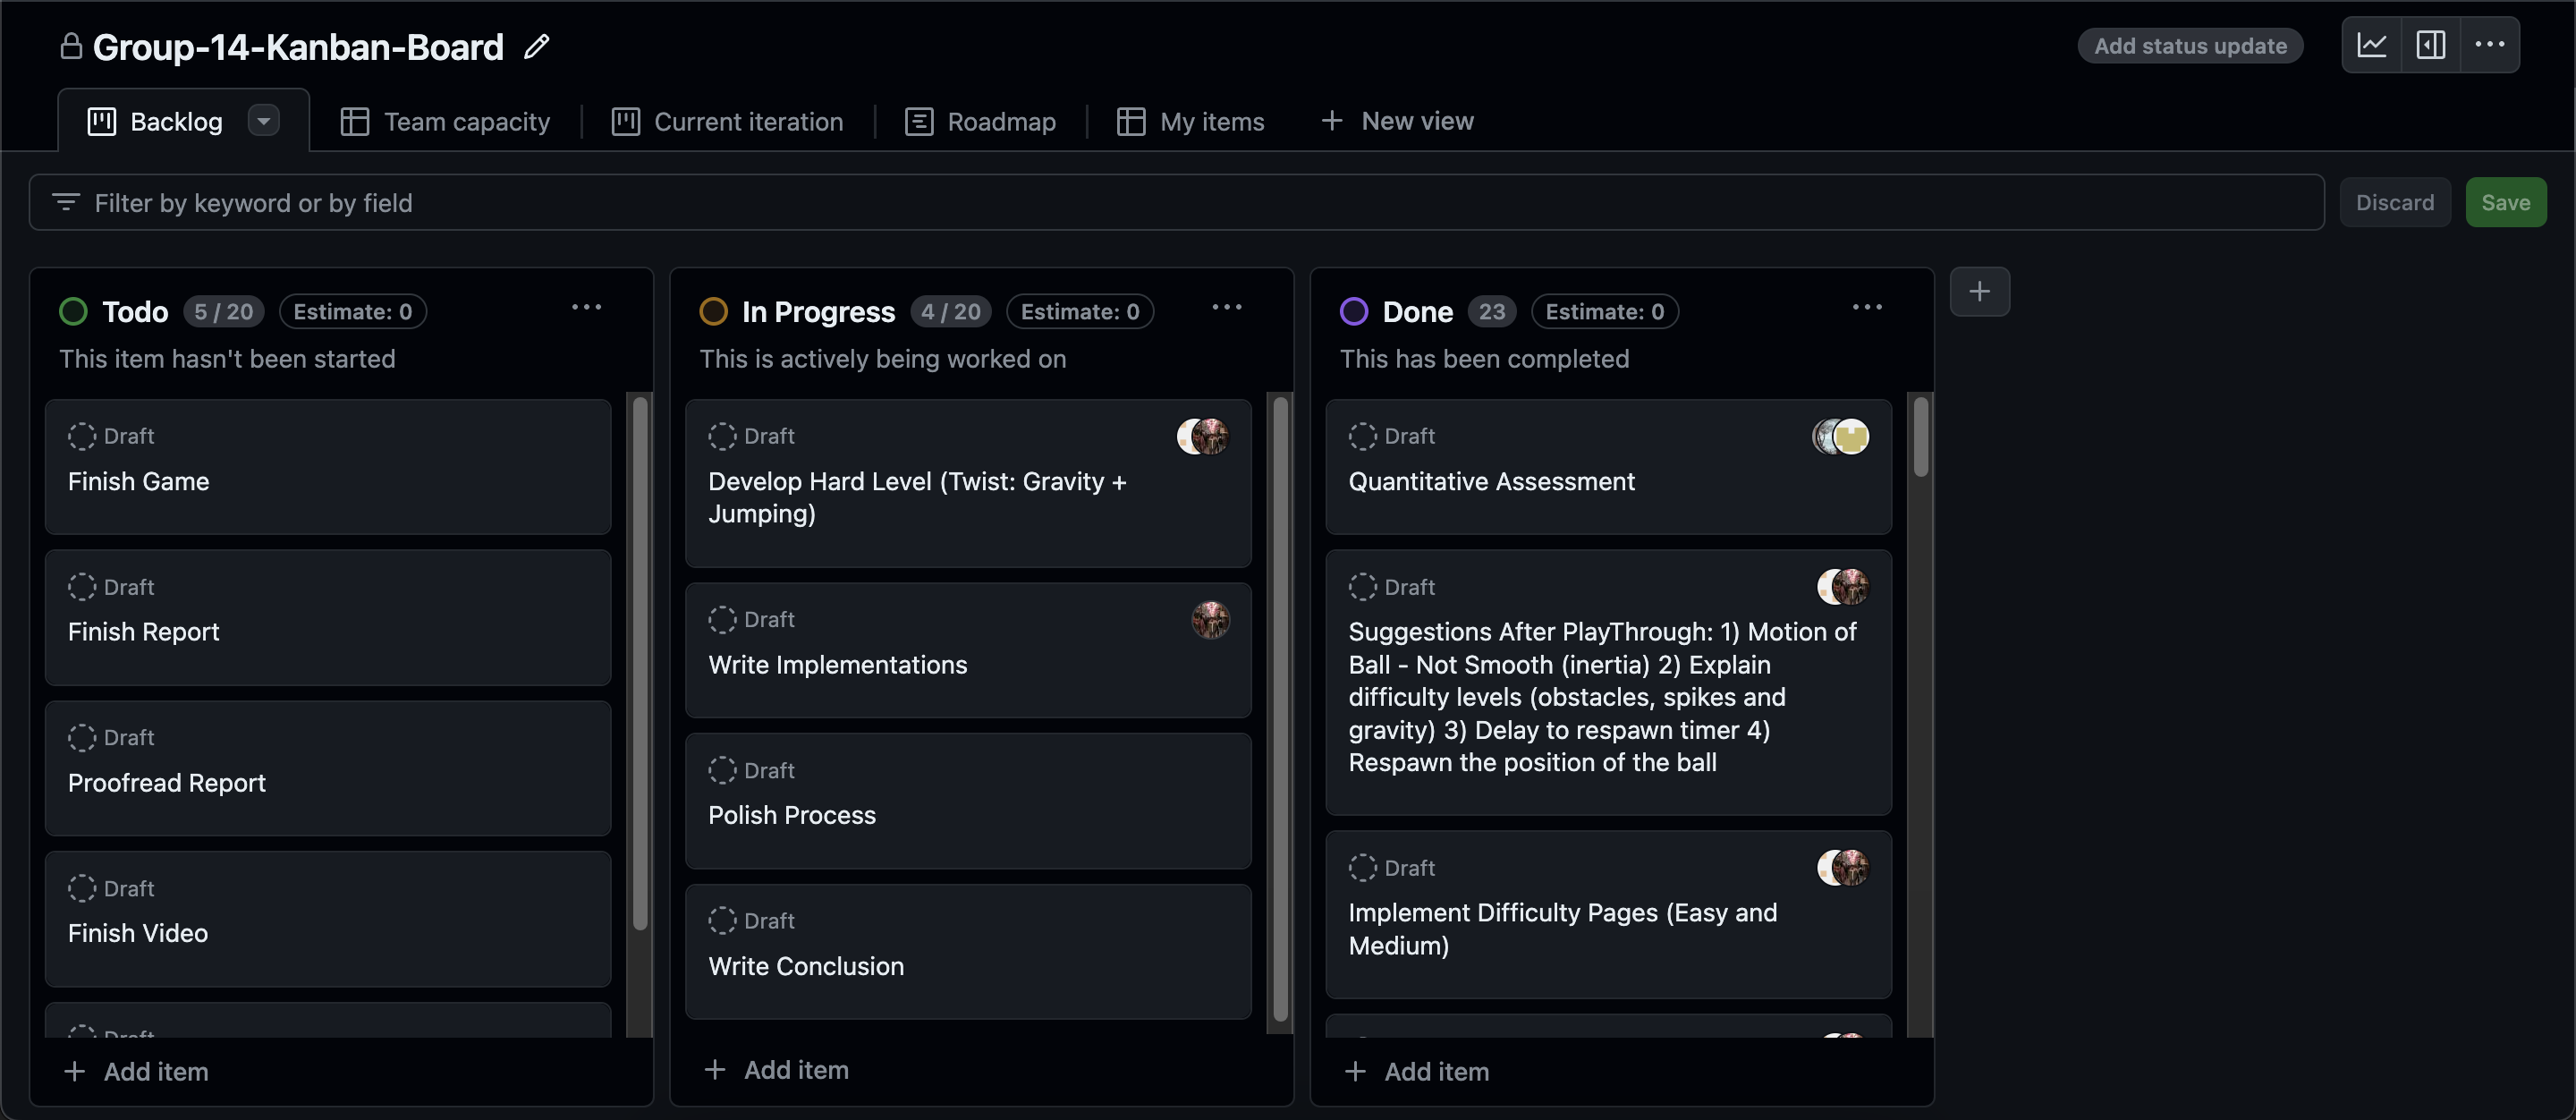 Group-14-Kanban-Board
Add status update
Backlog
Team capacity
Current iteration
Roadmap
My items
New view
Filter by keyword or by field
Discard
Save
Todo
5 / 20
Estimate: 0
This item hasn't been started
Draft
Finish Game
Draft
Finish Report
Draft
Proofread Report
Draft
Finish Video
Draft
Add item
In Progress
4 / 20
Estimate: 0
This is actively being worked on
Draft
Develop Hard Level (Twist: Gravity +
Jumping)
Draft
Write Implementations
Draft
Polish Process
Draft
Write Conclusion
Add item
Done
23
Estimate: 0
This has been completed
Draft
Quantitative Assessment
Draft
Suggestions After PlayThrough: 1) Motion of
Ball - Not Smooth (inertia) 2) Explain
difficulty levels (obstacles, spikes and
gravity) 3) Delay to respawn timer 4)
Respawn the position of the ball
Draft
Implement Difficulty Pages (Easy and
Medium)
Add item